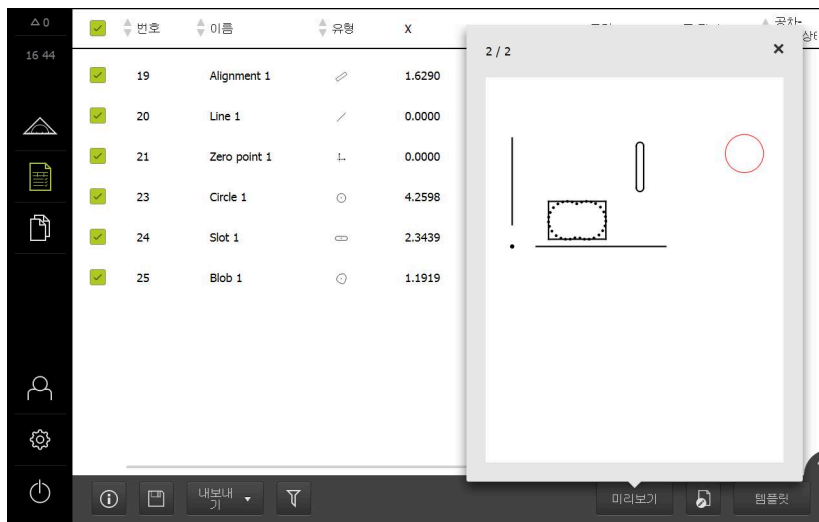 0
16 44
번호 이름 유형 X 공차-
2 / 2
19 Alignment 1 1.6290
20 Line 1 0.0000
21 Zero point 1 0.0000
23 Circle 1 4.2598
24 Slot 1 2.3439
25 Blob 1 1.1919
내보내
기
미리보기
템플릿